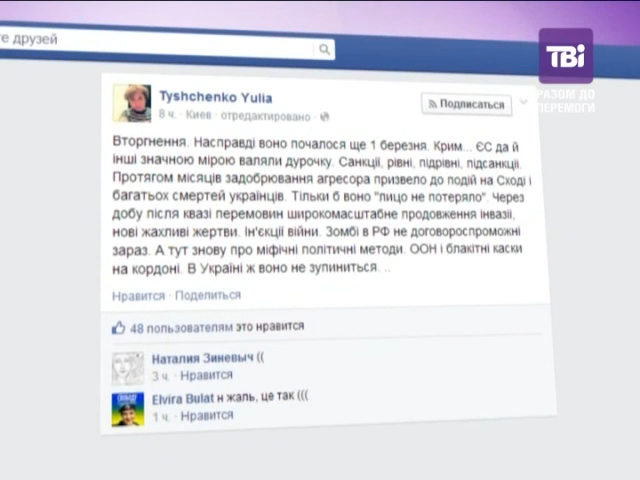 те друзей
ТВі
РАЗОМ ДО
ПЕРЕМОГИ
Tyshchenko Yulia
8 ч. · Киев · отредактировано ·
Подписаться
Вторгнення. Насправді воно почалося ще 1 березня. Крим... ЄС да й
інші значною мірою валяли дурочку. Санкції, рівні, підрівні, підсанкції.
Протягом місяців задобрювання агресора призвело до подій на Сході і
багатьох смертей українців. Тільки б воно "лицо не потеряло". Через
добу після квазі перемовин широкомасштабне продовження інвазії,
нові жахливі жертви. Ін'єкції війни. Зомбі в РФ не договороспроможні
зараз. А тут знову про міфічні політичні методи. ООН і блакітні каски
на кордоні. В Україні ж воно не зупиниться. ..
Нравится · Поделиться
48 пользователям это нравится
Наталия Зиневыч ((
3 ч. · Нравится
Elvira Bulat н жаль, це так (((
1 ч. · Нравится